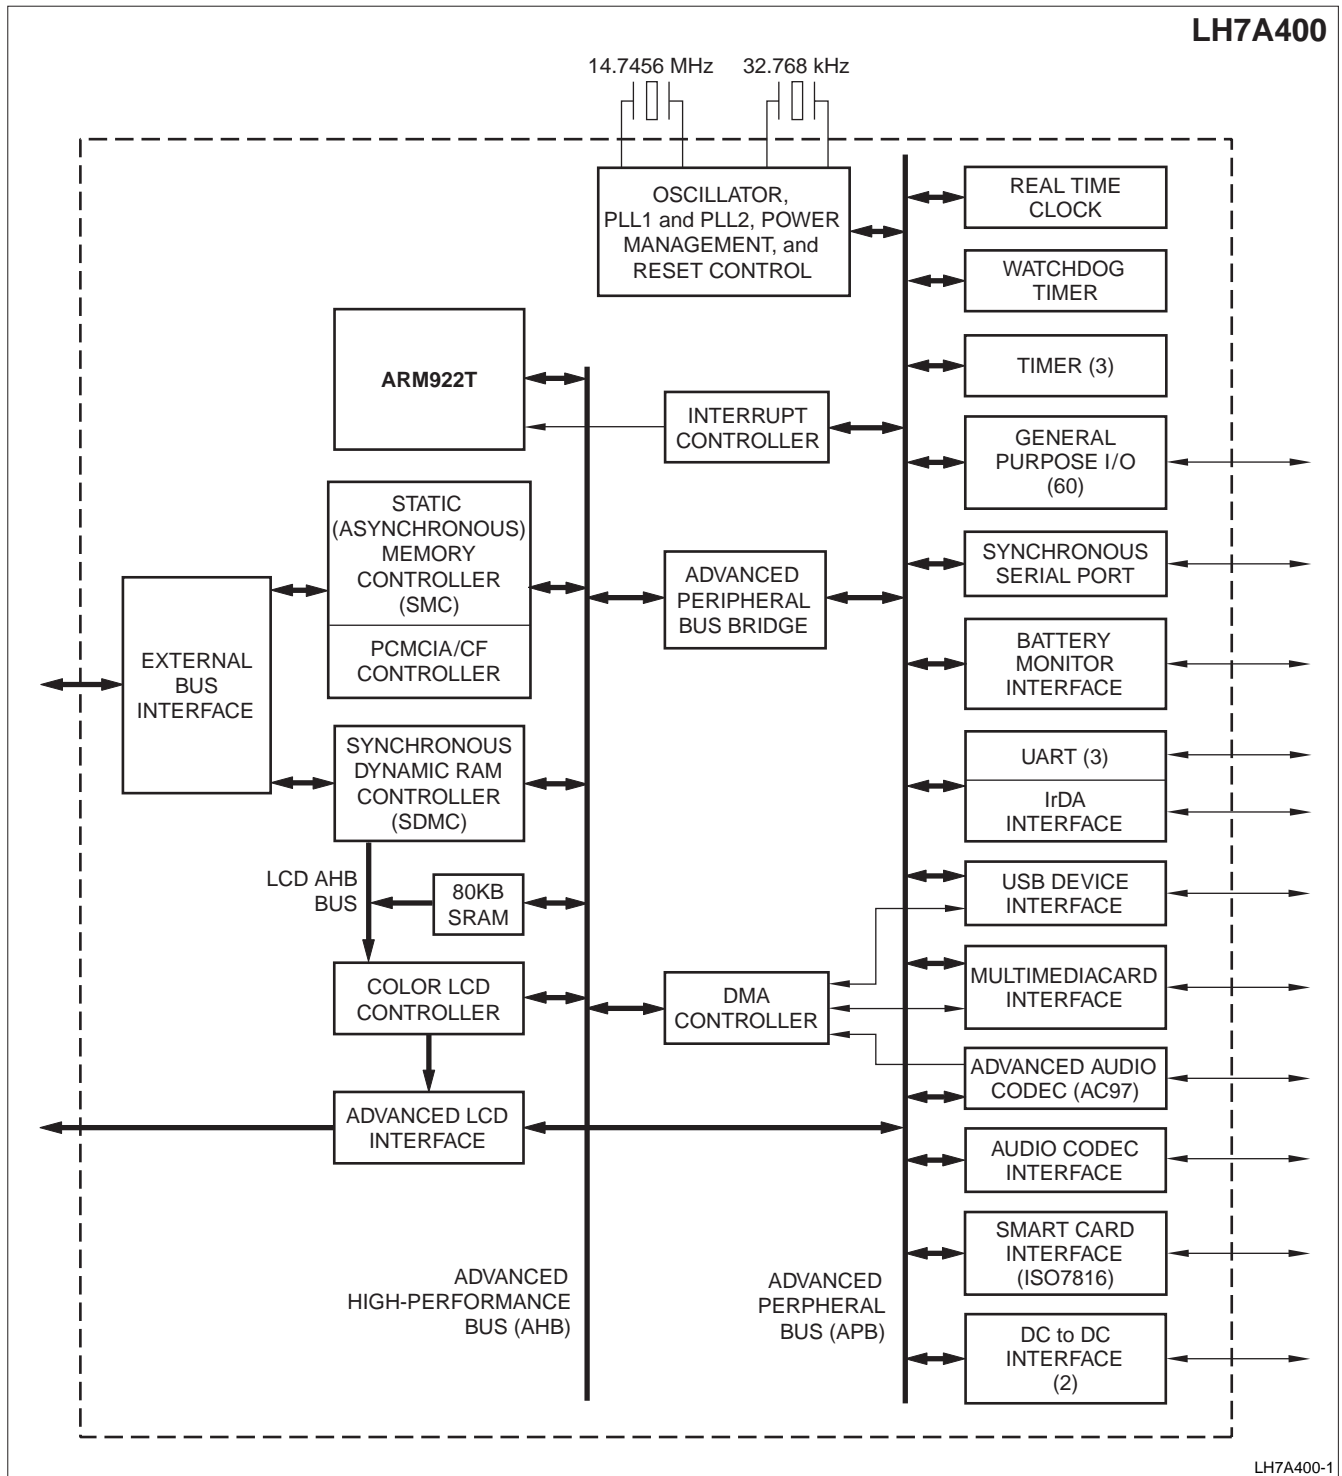 LH7A400
14.7456 MHz
32.768 kHz
OSCILLATOR,
PLL1 and PLL2, POWER
MANAGEMENT, and
RESET CONTROL
REAL TIME
CLOCK
WATCHDOG
TIMER
ARM922T
TIMER (3)
INTERRUPT
CONTROLLER
GENERAL
PURPOSE I/O
(60)
STATIC
(ASYNCHRONOUS)
MEMORY
CONTROLLER
(SMC)
PCMCIA/CF
CONTROLLER
ADVANCED
PERIPHERAL
BUS BRIDGE
SYNCHRONOUS
SERIAL PORT
EXTERNAL
BUS
INTERFACE
BATTERY
MONITOR
INTERFACE
SYNCHRONOUS
DYNAMIC RAM
CONTROLLER
(SDMC)
UART (3)
IrDA
INTERFACE
LCD AHB
BUS
80KB
SRAM
USB DEVICE
INTERFACE
COLOR LCD
CONTROLLER
DMA
CONTROLLER
MULTIMEDIACARD
INTERFACE
ADVANCED AUDIO
CODEC (AC97)
ADVANCED LCD
INTERFACE
AUDIO CODEC
INTERFACE
SMART CARD
INTERFACE
(ISO7816)
ADVANCED
HIGH-PERFORMANCE
BUS (AHB)
ADVANCED
PERPHERAL
BUS (APB)
DC to DC
INTERFACE
(2)
LH7A400-1